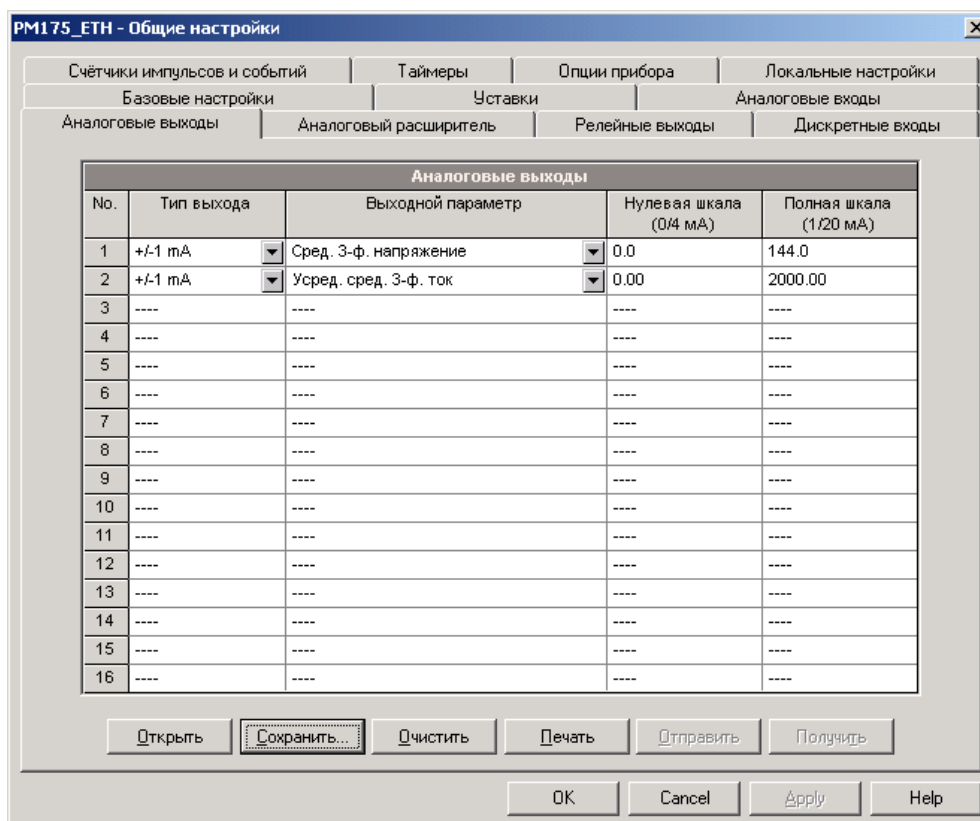 PM175_ETH - Общие настройки
Счётчики импульсов и событий Таймеры Опции прибора Локальные настройки
Базовые настройки Уставки Аналоговые входы
Аналоговые выходы Аналоговый расширитель Релейные выходы Дискретные входы
Аналоговые выходы
No. Тип выхода Выходной параметр Нулевая шкала Полная шкала
(0/4 мА) (1/20 мА)
1 +/-1 mA Сред. 3-ф. напряжение 0.0 144.0
2 +/-1 mA Усред. сред. 3-ф. ток 0.00 2000.00
3 ---- ---- ---- ----
4 ---- ---- ---- ----
5 ---- ---- ---- ----
6 ---- ---- ---- ----
7 ---- ---- ---- ----
8 ---- ---- ---- ----
9 ---- ---- ---- ----
10 ---- ---- ---- ----
11 ---- ---- ---- ----
12 ---- ---- ---- ----
13 ---- ---- ---- ----
14 ---- ---- ---- ----
15 ---- ---- ---- ----
16 ---- ---- ---- ----
Открыть Сохранить... Очистить Печать Отправить Получить
OK Cancel Apply Help